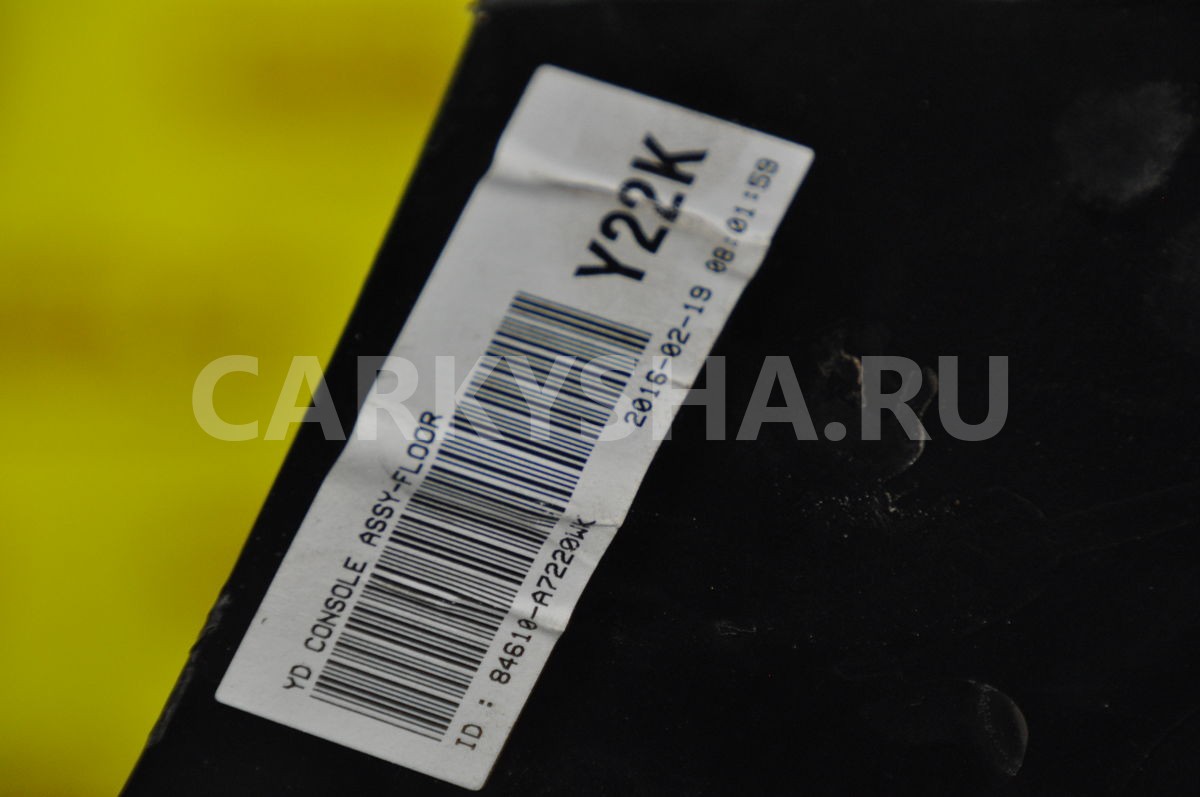 YD CONSOLE ASSY-FLOOR
Y22K
ID : 84610-A7220WK
2016-02-19 08:01:59
CARKYSHA.RU